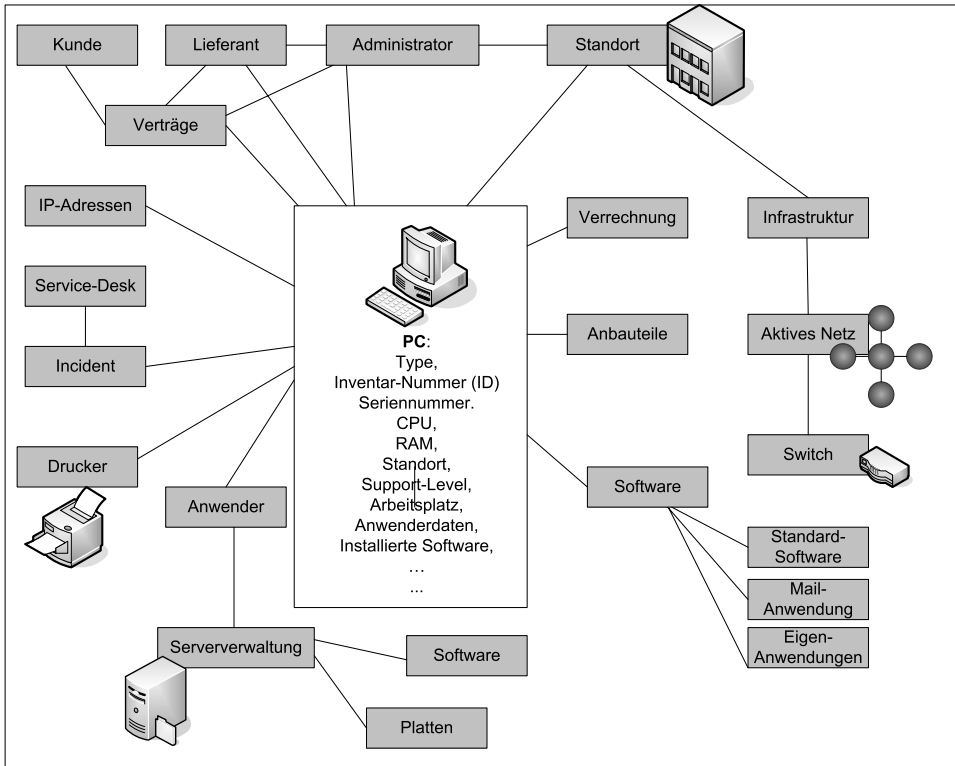 Kunde
Lieferant
Administrator
Standort
Verträge
IP-Adressen
Verrechnung
Infrastruktur
Service-Desk
Incident
Anbauteile
Aktives Netz
PC:
Type,
Inventar-Nummer (ID)
Seriennummer.
CPU,
RAM,
Standort,
Support-Level,
Arbeitsplatz,
Anwenderdaten,
Installierte Software,
…
...
Drucker
Anwender
Software
Switch
Standard-
Software
Mail-
Anwendung
Eigen-
Anwendungen
Serververwaltung
Software
Platten